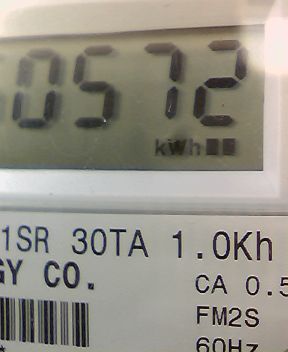 0572
kWh
1SR 30TA 1.0Kh
GY CO.
CA 0.5
FM2S
60Hz